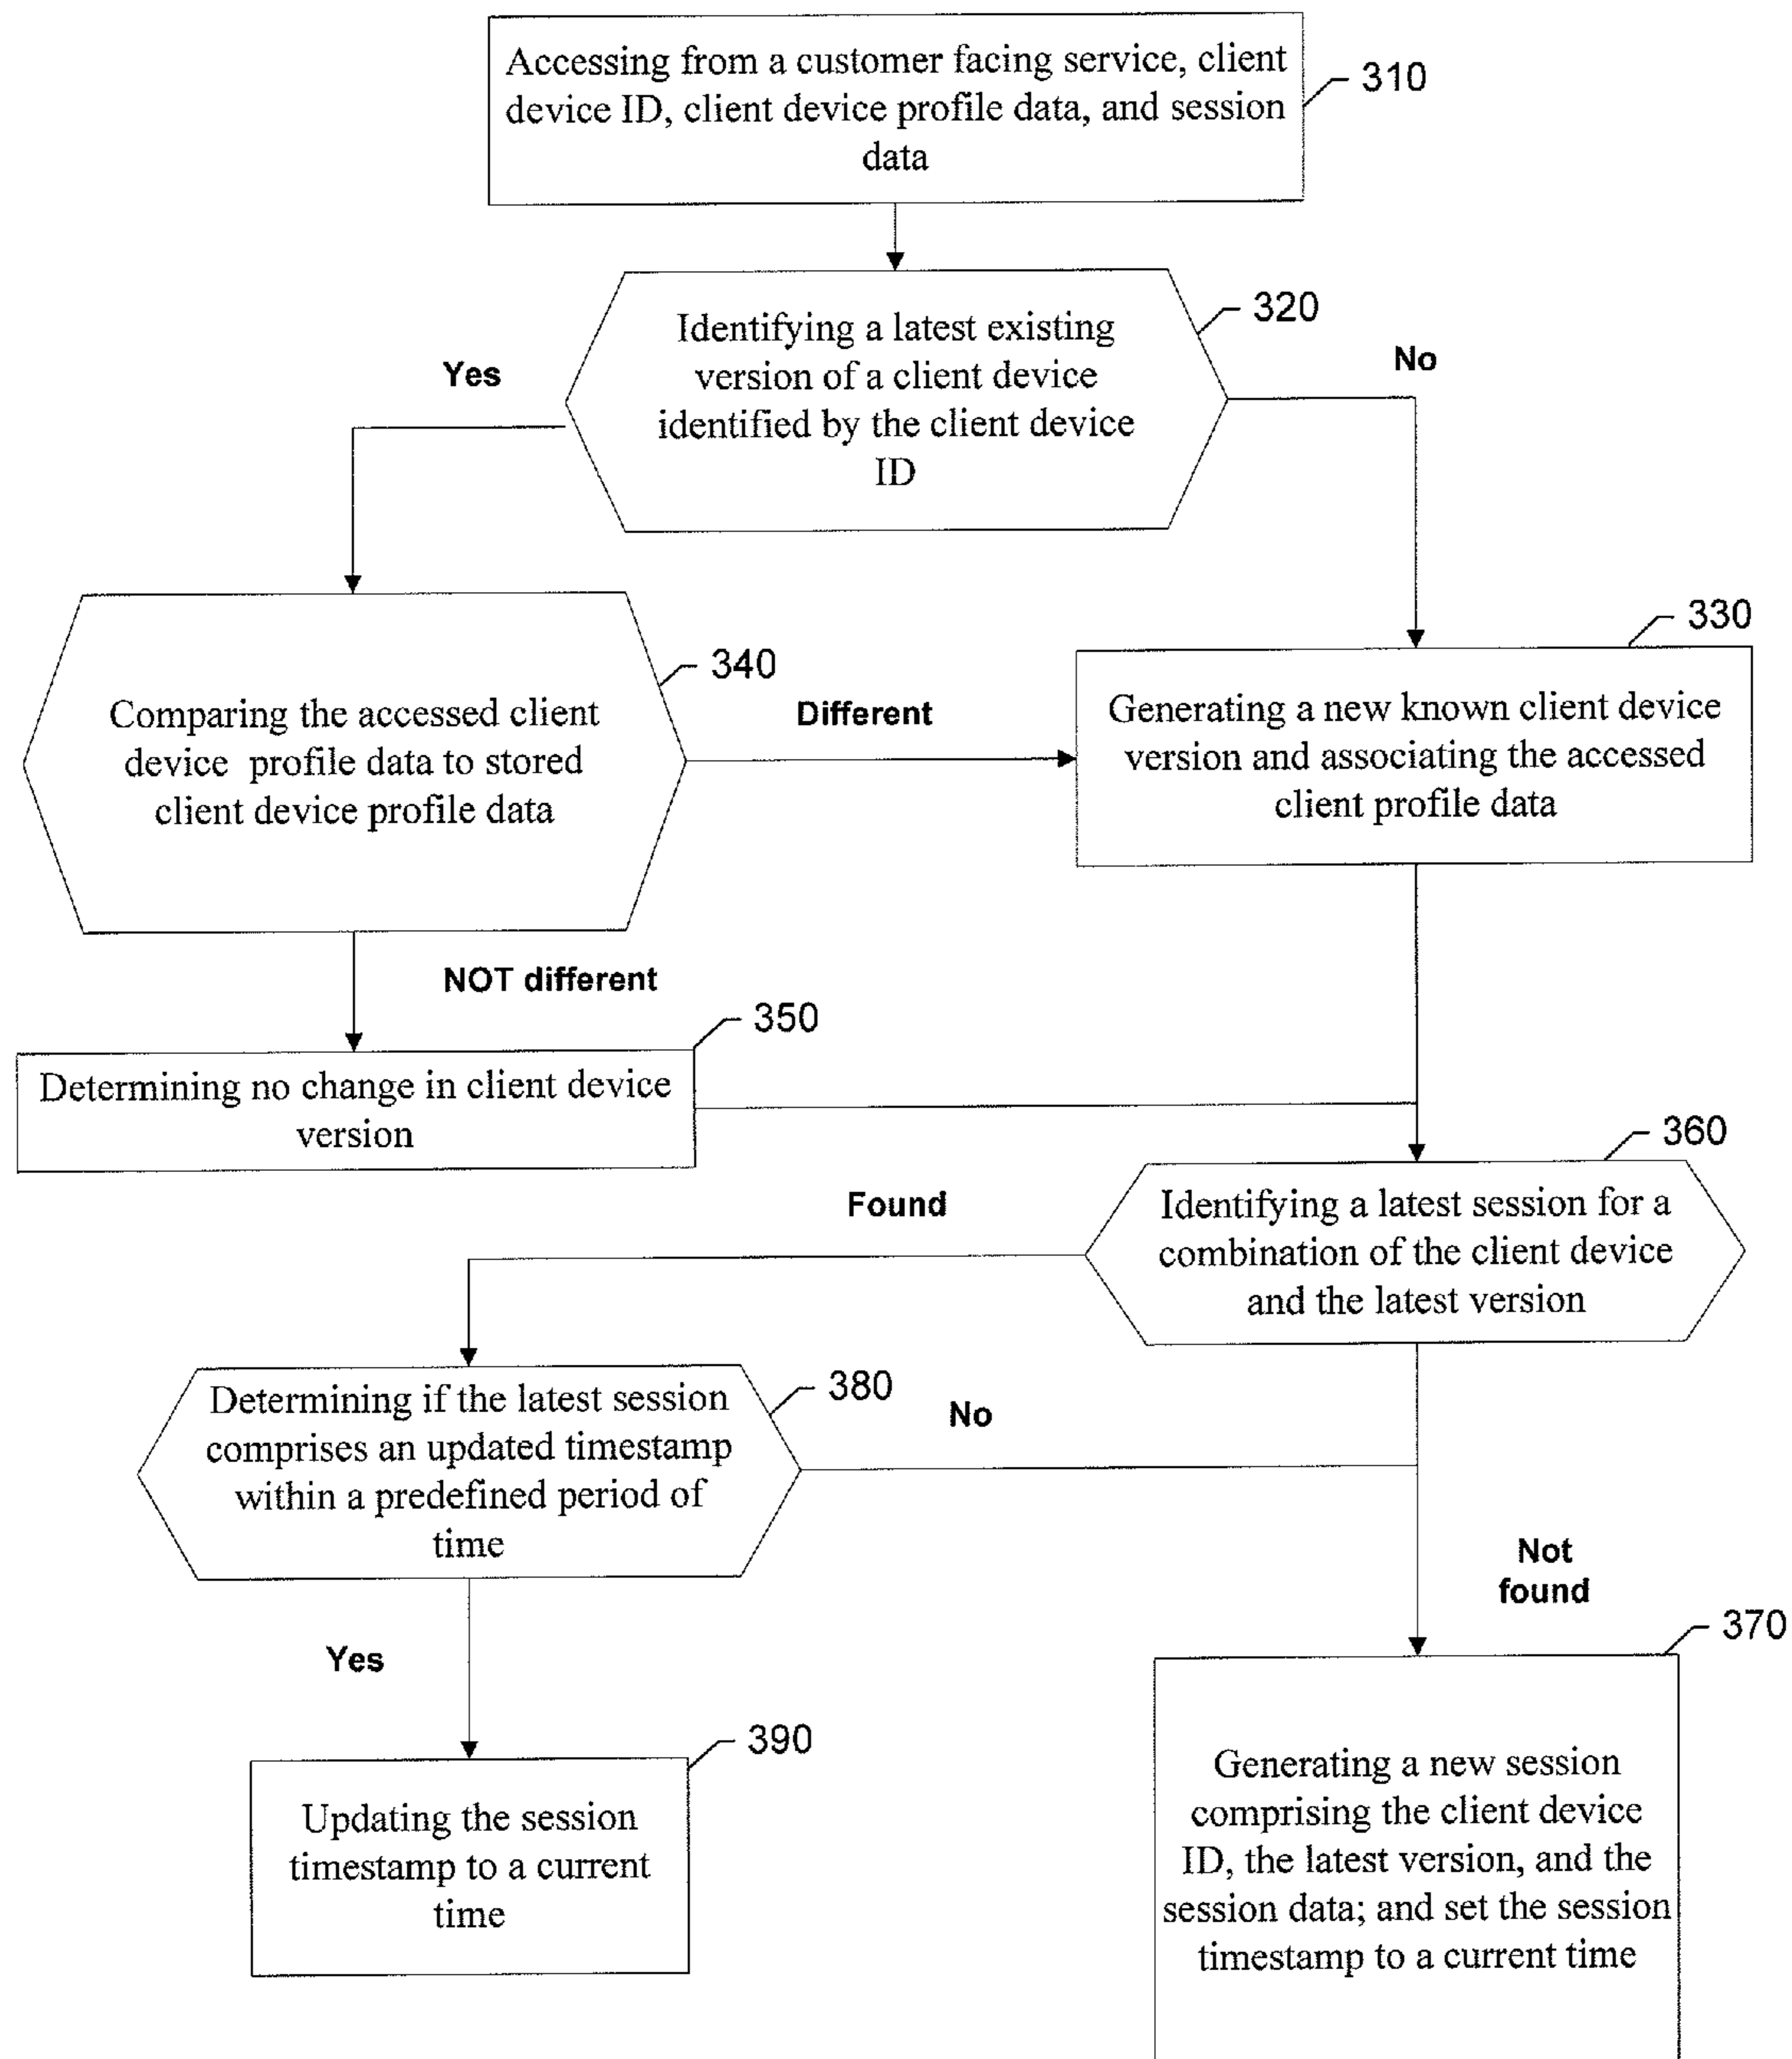 Accessing from a customer facing service, client
device ID, client device profile data, and session
data
310
Identifying a latest existing
version of a client device
identified by the client device
ID
320
Yes
No
330
340
Comparing the accessed client
device profile data to stored
client device profile data
Different
Generating a new known client device
version and associating the accessed
client profile data
NOT different
350
Determining no change in client device
version
360
Found
Identifying a latest session for a
combination of the client device
and the latest version
Determining if the latest session
comprises an updated timestamp
within a predefined period of
time
380
No
Not
found
370
Yes
390
Updating the session
timestamp to a current
time
Generating a new session
comprising the client device
ID, the latest version, and the
session data; and set the session
timestamp to a current time